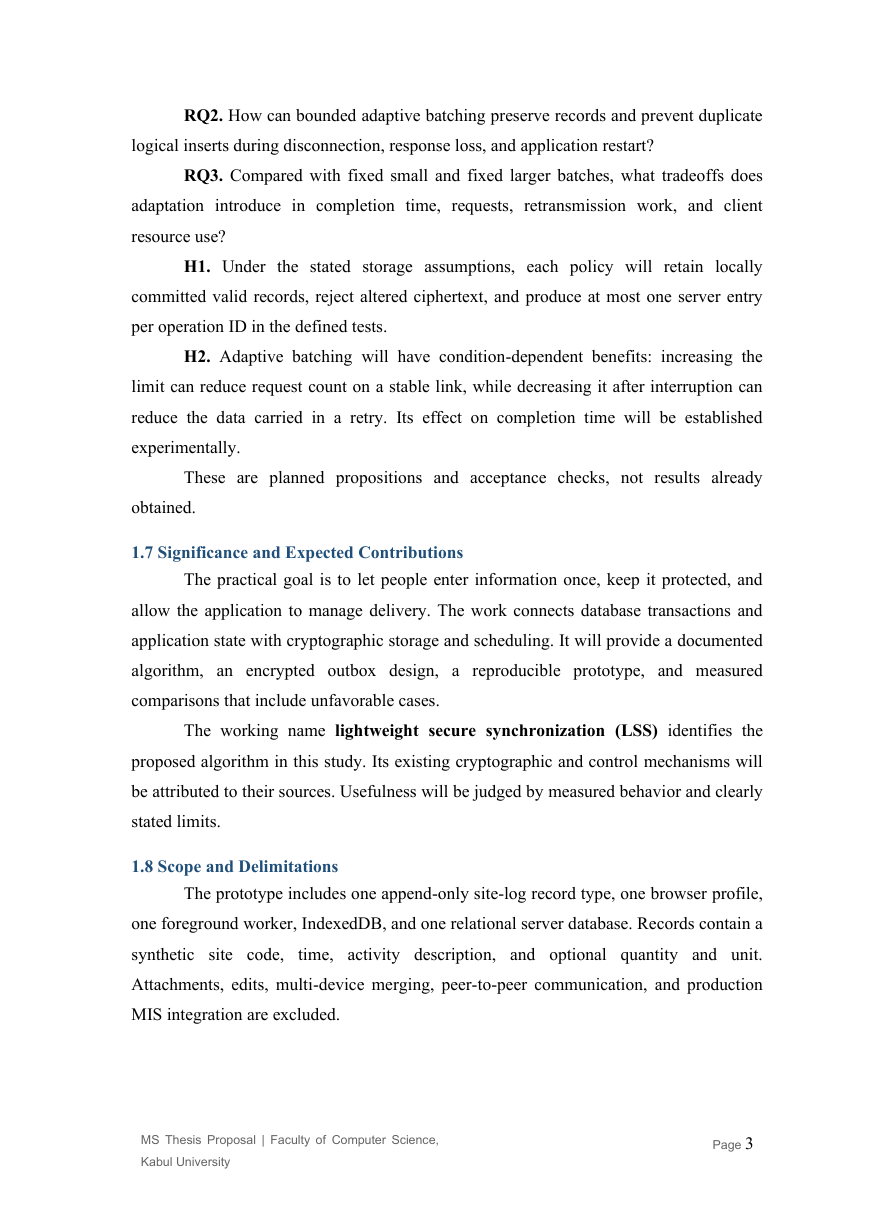 RQ2. How can bounded adaptive batching preserve records and prevent duplicate
logical inserts during disconnection, response loss, and application restart?
RQ3. Compared with fixed small and fixed larger batches, what tradeoffs does
adaptation introduce in completion time, requests, retransmission work, and client
resource use?
H1. Under the stated storage assumptions, each policy will retain locally
committed valid records, reject altered ciphertext, and produce at most one server entry
per operation ID in the defined tests.
H2. Adaptive batching will have condition-dependent benefits: increasing the
limit can reduce request count on a stable link, while decreasing it after interruption can
reduce the data carried in a retry. Its effect on completion time will be established
experimentally.
These are planned propositions and acceptance checks, not results already
obtained.
1.7 Significance and Expected Contributions
The practical goal is to let people enter information once, keep it protected, and
allow the application to manage delivery. The work connects database transactions and
application state with cryptographic storage and scheduling. It will provide a documented
algorithm, an encrypted outbox design, a reproducible prototype, and measured
comparisons that include unfavorable cases.
The working name lightweight secure synchronization (LSS) identifies the
proposed algorithm in this study. Its existing cryptographic and control mechanisms will
be attributed to their sources. Usefulness will be judged by measured behavior and clearly
stated limits.
1.8 Scope and Delimitations
The prototype includes one append-only site-log record type, one browser profile,
one foreground worker, IndexedDB, and one relational server database. Records contain a
synthetic site code, time, activity description, and optional quantity and unit.
Attachments, edits, multi-device merging, peer-to-peer communication, and production
MIS integration are excluded.
MS Thesis Proposal | Faculty of Computer Science,
Kabul University
Page 3